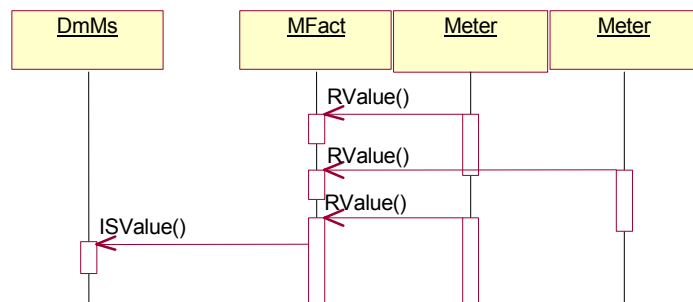 DmMs
MFact
Meter
Meter
RValue()
RValue()
RValue()
ISValue()